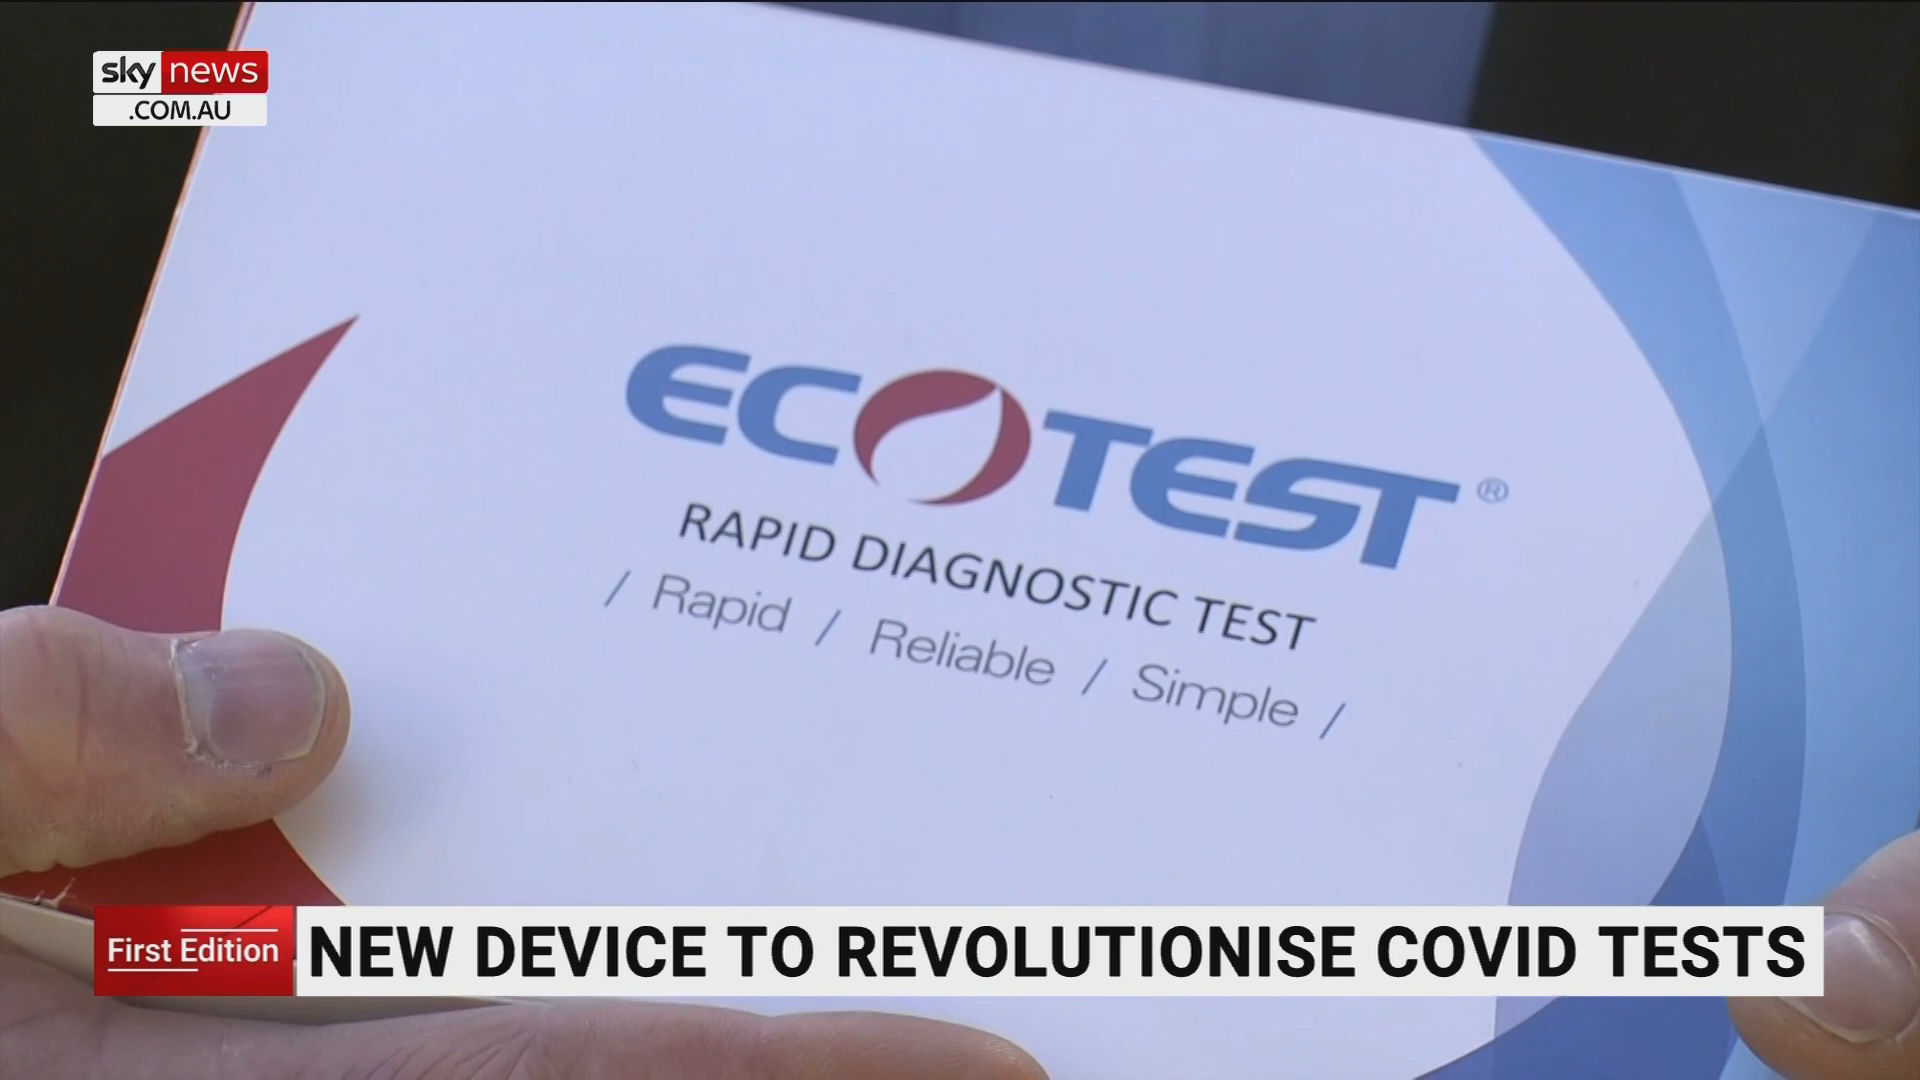 sky news
.COM.AU
ECOTEST®
RAPID DIAGNOSTIC TEST
/ Rapid / Reliable / Simple /
First Edition
NEW DEVICE TO REVOLUTIONISE COVID TESTS